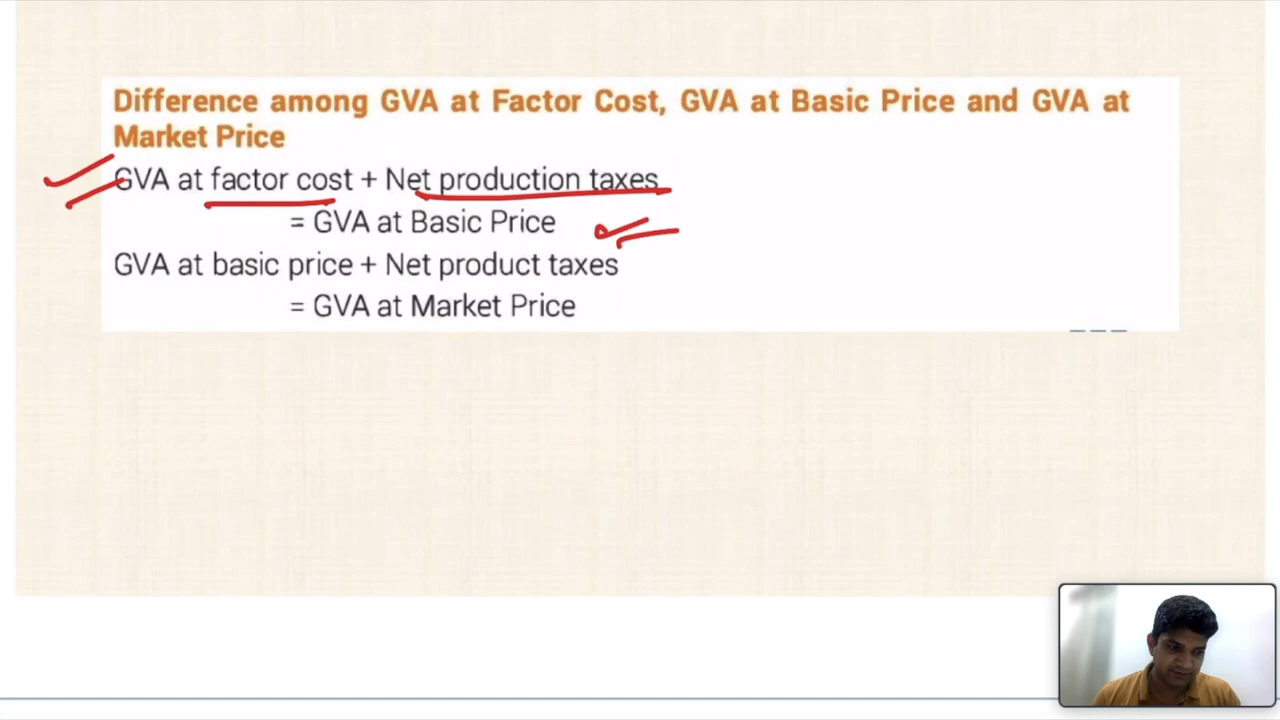 Difference among GVA at Factor Cost, GVA at Basic Price and GVA at
Market Price
GVA at factor cost + Net production taxes
= GVA at Basic Price
GVA at basic price + Net product taxes
= GVA at Market Price